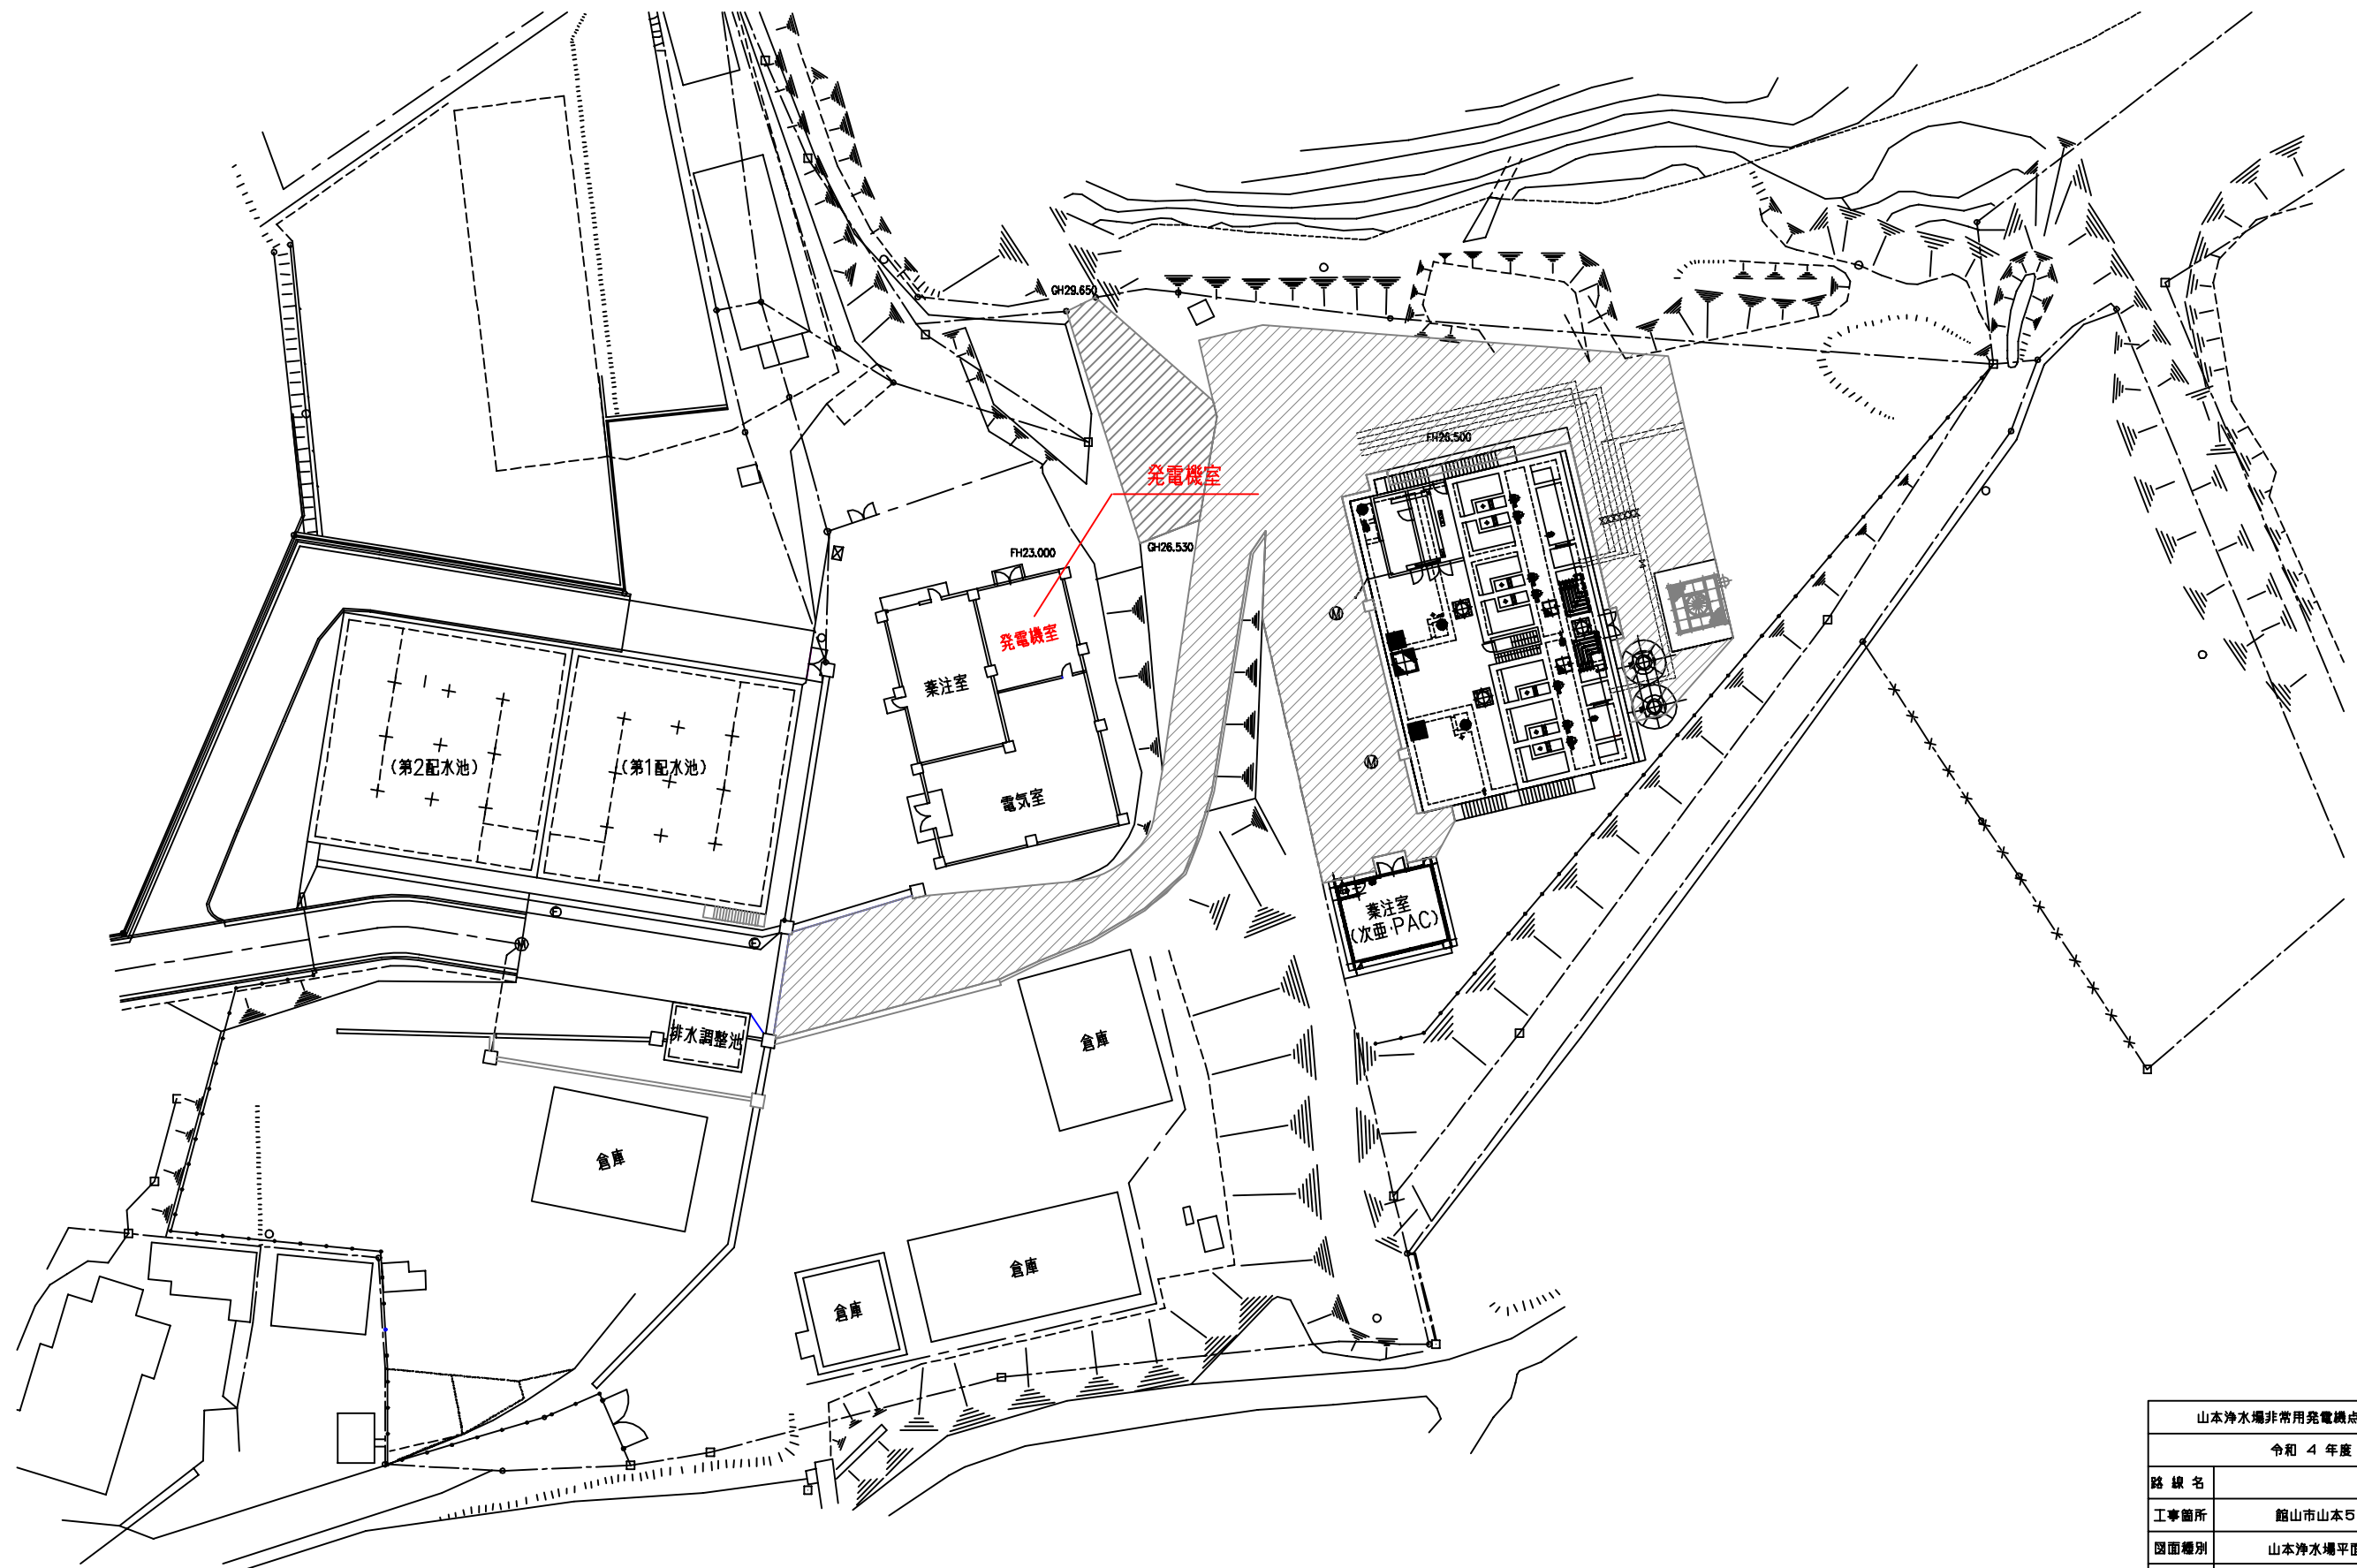 GH29.650
FH26.500
発電機室
FH23.000
GH26.530
発電機室
薬注室
(第2配水池)
(第1配水池)
電気室
薬注室
(次亜・PAC)
M
M
E
E
M
排水調整池
倉庫
倉庫
倉庫
倉庫
山本浄水場非常用発電機点
令和 4 年度
路 線 名
工事箇所
館山市山本5
図面種別
山本浄水場平面